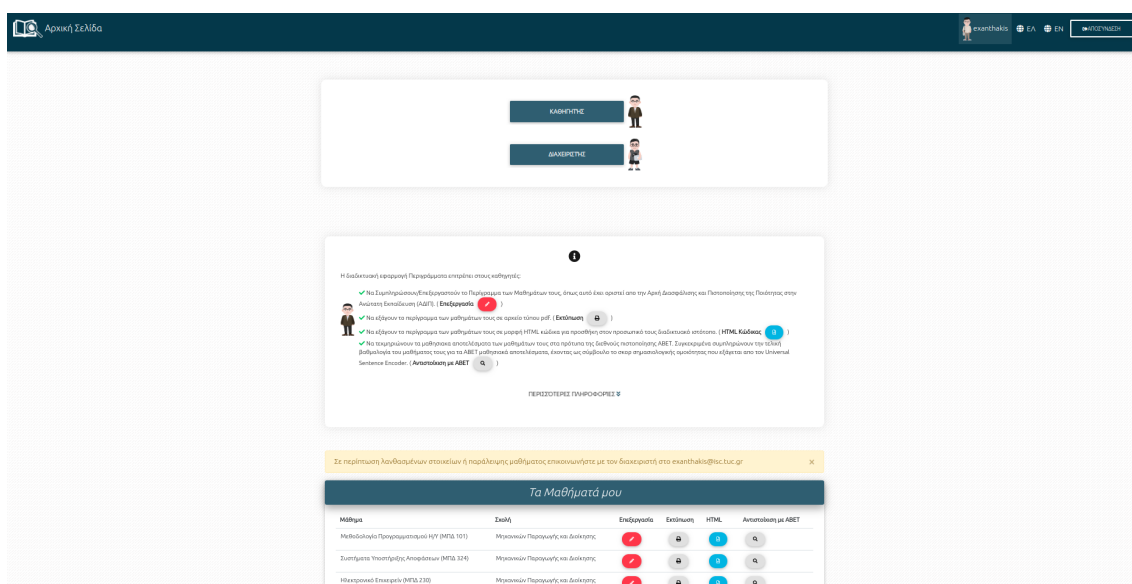 Αρχική Σελίδα
exanthakis
ΕΛ
EN
ΑΠΟΣΥΝΔΕΣΗ
ΚΑΘΗΓΗΤΗΣ
ΔΙΑΧΕΙΡΙΣΤΗΣ
Η διαδικτυακή εφαρμογή Περιγράμματα επιτρέπει στους καθηγητές:
Να Συμπληρώσουν/Επεξεργαστούν το Περίγραμμα των Μαθημάτων τους, όπως αυτό έχει οριστεί απο την Αρχή Διασφάλισης και Πιστοποίησης της Ποιότητας στην
Ανώτατη Εκπαίδευση (ΑΔΙΠ). ( Επεξεργασία )
Να εξάγουν το περίγραμμα των μαθημάτων τους σε αρχείο τύπου pdf. ( Εκτύπωση )
Να εξάγουν το περίγραμμα των μαθημάτων τους σε μορφή HTML κώδικα για προσθήκη στον προσωπικό τους διαδικτυακό ιστότοπο. ( HTML Κώδικας )
Να τεκμηριώνουν τα μαθησιακα αποτελέσματα των μαθημάτων τους στα πρότυπα της διεθνούς πιστοποίησης ABET. Συγκεκριμένα συμπληρώνουν την τελική
βαθμολογία του μαθήματος τους για τα ABET μαθησιακά αποτελέσματα, έχοντας ως σύμβουλο το σκορ σημασιολογικής ομοιότητας που εξάγεται απο τον Universal
Sentence Encoder. ( Αντιστοίχιση με ABET )
ΠΕΡΙΣΣΌΤΕΡΕΣ ΠΛΗΡΟΦΟΡΊΕΣ
Σε περίπτωση λανθασμένων στοιχείων ή παράλειψης μαθήματος επικοινωνήστε με τον διαχειριστή στο exanthakis@isc.tuc.gr ×
Τα Μαθήματά μου
Μάθημα Σχολή Επεξεργασία Εκτύπωση HTML Αντιστοίχιση με ABET
Μεθοδολογία Προγραμματισμού Η/Υ (ΜΠΔ 101) Μηχανικών Παραγωγής και Διοίκησης
Συστήματα Υποστήριξης Αποφάσεων (ΜΠΔ 324) Μηχανικών Παραγωγής και Διοίκησης
Ηλεκτρονικό Επιχειρείν (ΜΠΔ 230) Μηχανικών Παραγωγής και Διοίκησης